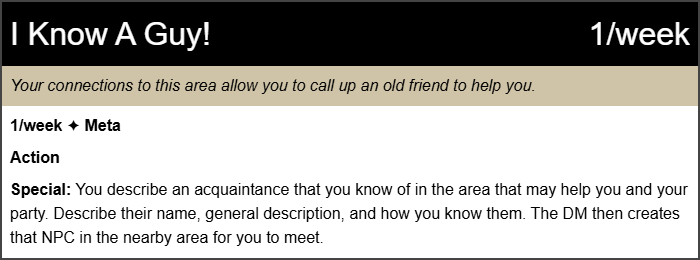 I Know A Guy! 1/week
Your connections to this area allow you to call up an old friend to help you.
1/week ✦ Meta
Action
Special: You describe an acquaintance that you know of in the area that may help you and your
party. Describe their name, general description, and how you know them. The DM then creates
that NPC in the nearby area for you to meet.